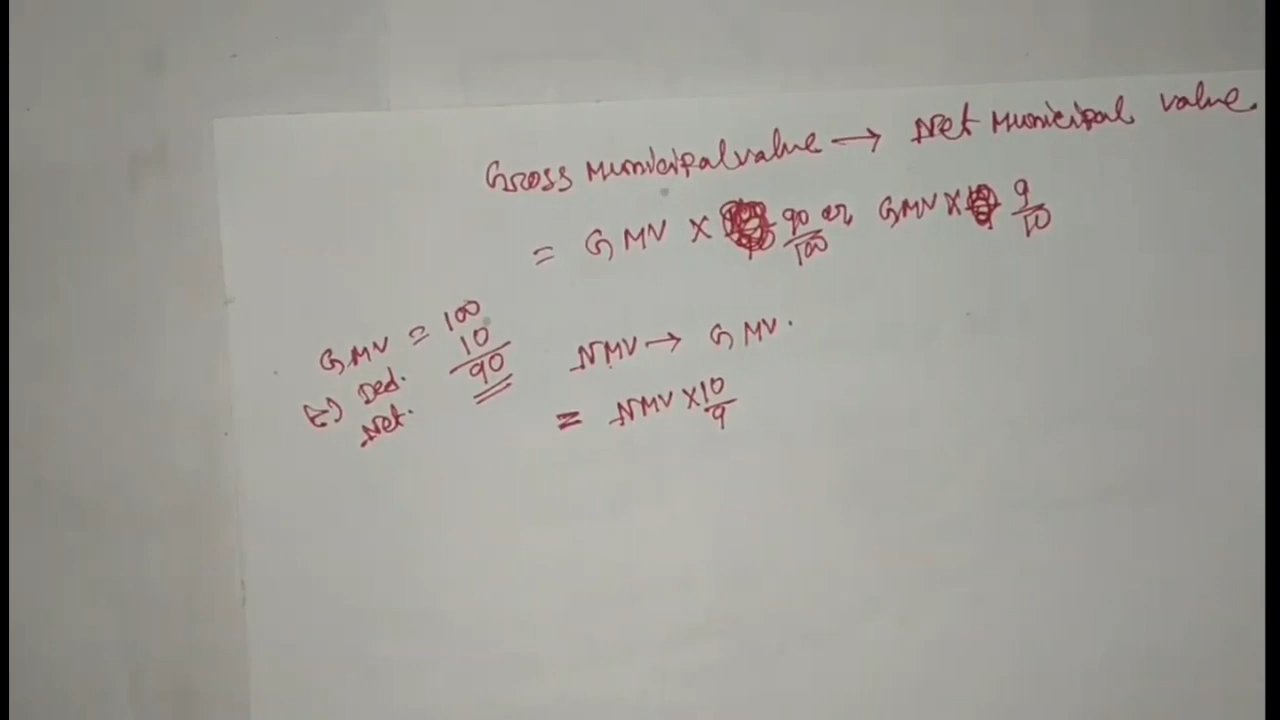 Gross Municipal value → Net Municipal value.
= GMV × 90/100 or GMV × 9/10
GMV = 100
(-) Ded. 10
Net. 90
NMV → GMV.
= NMV × 10/9